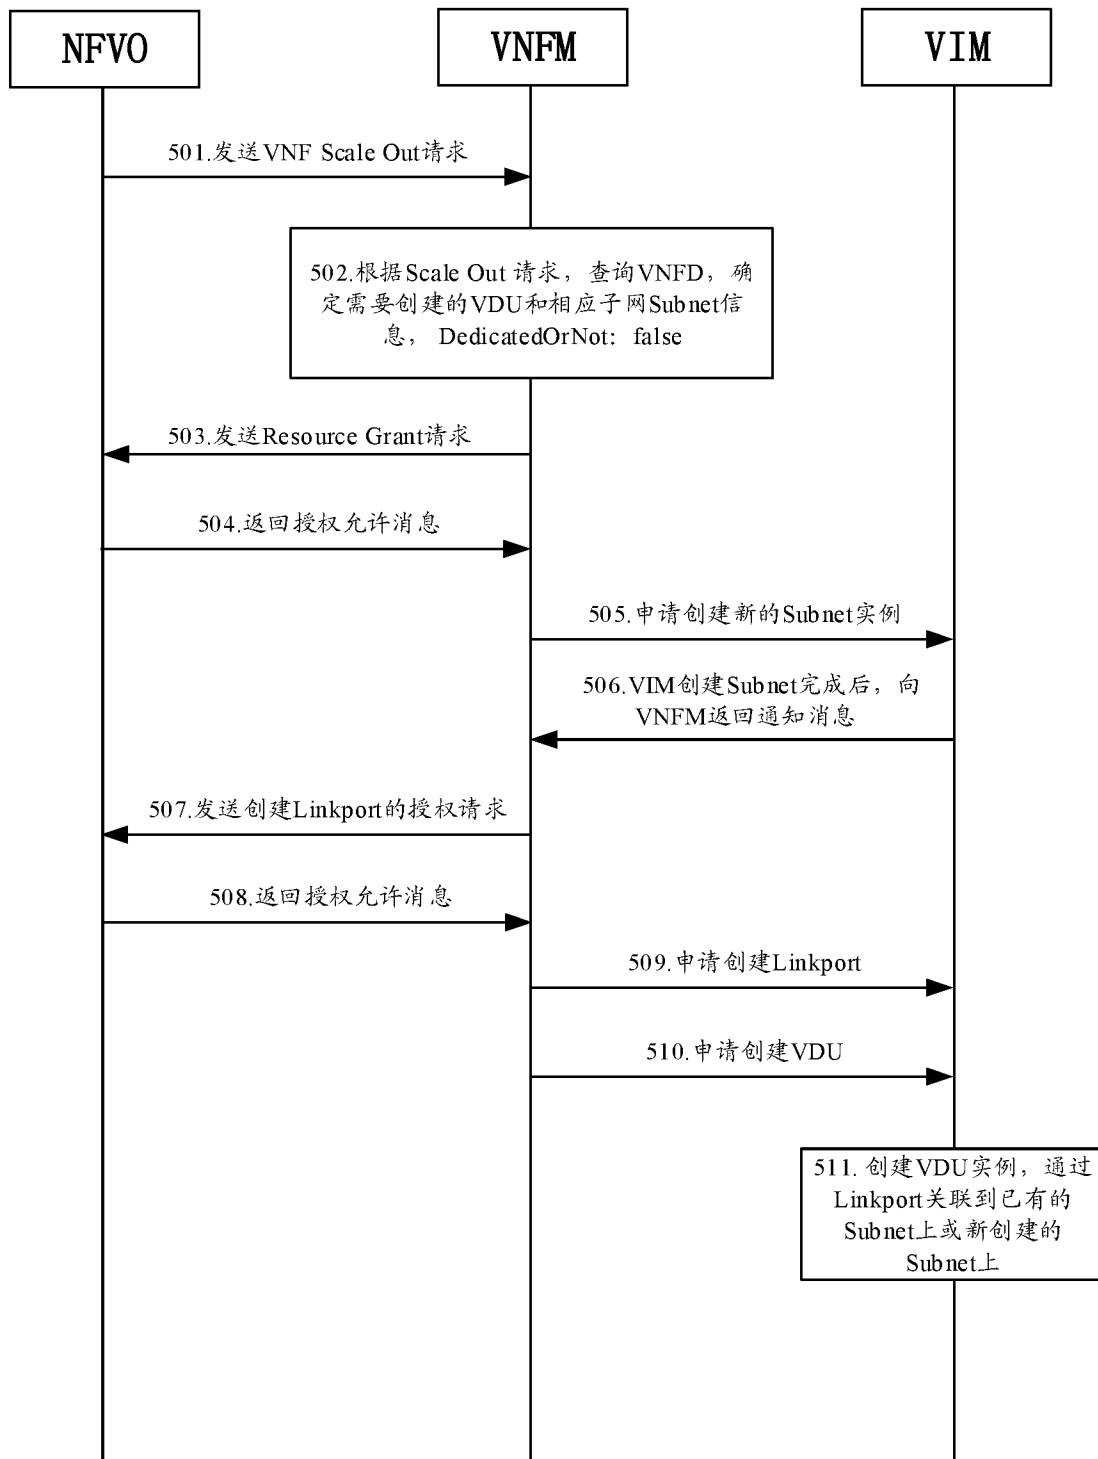 NFVO
VNFM
VIM
501.发送VNF Scale Out请求
502.根据Scale Out 请求，查询VNFD，确
定需要创建的VDU和相应子网Subnet信
息， DedicatedOrNot：false
503.发送Resource Grant请求
504.返回授权允许消息
505.申请创建新的Subnet实例
506.VIM创建Subnet完成后，向
VNFM返回通知消息
507.发送创建Linkport的授权请求
508.返回授权允许消息
509.申请创建Linkport
510.申请创建VDU
511. 创建VDU实例，通过
Linkport关联到已有的
Subnet上或新创建的
Subnet上